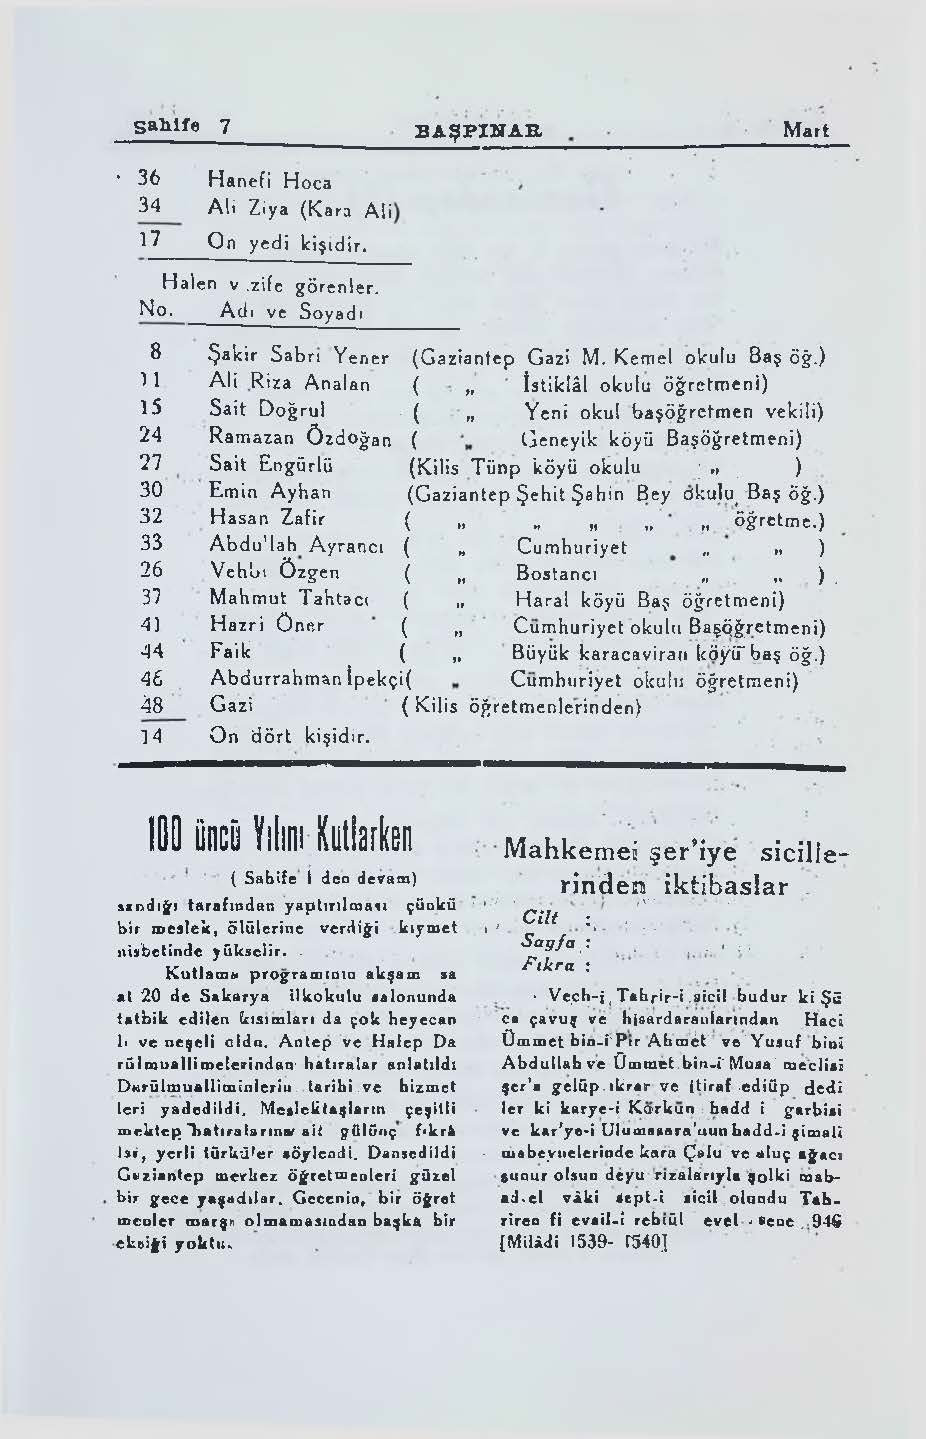 Sahife 7 BAŞPINAR Mart
36 Hanefi Hoca
34 Ali Ziya (Kara Ali)
17 On yedi kişidir.
Halen v.zife görenler.
No. Adı ve Soyadı
8 Şakir Sabri Yener (Gaziantep Gazi M. Kemel okulu Baş öğ.)
11 Ali Riza Analan ( „ İstiklâl okulu öğretmeni)
15 Sait Doğrul ( „ Yeni okul başöğretmen vekili)
24 Ramazan Özdoğan ( „ Geneyik köyü Başöğretmeni)
27 Sait Engürlü (Kilis Tünp köyü okulu „ )
30 Emin Ayhan (Gaziantep Şehit Şahin Bey okulu Baş öğ.)
32 Hasan Zafir ( „ „ „ „ „ öğretme.)
33 Abdu'lah Ayrancı ( „ Cumhuriyet „ „ )
26 Vehbi Özgen ( „ Bostancı „ „ )
37 Mahmut Tahtacı ( „ Haral köyü Baş öğretmeni)
41 Hazri Öner ( „ Cümhuriyet okulu Başöğretmeni)
44 Faik ( „ Büyük karacaviran köyü baş öğ.)
46 Abdurrahman İpekçi( „ Cümhuriyet okulu öğretmeni)
48 Gazi (Kilis öğretmenlerinden)
14 On dört kişidir.
100 üncü Yılını Kutlarken
( Sahife 1 den devam)
sandığı tarafından yaptırılması çünkü
bir meslek, ölülerine verdiği kıymet
nisbetinde yükselir.
Kutlama programının akşam sa
at 20 de Sakarya ilkokulu salonunda
tatbik edilen kısımları da çok heyecan
lı ve neşeli oldu. Antep ve Halep Da
rülmuallimelerinden hatıralar anlatıldı
Darülmualliminlerin tarihi ve hizmet
leri yadedildi. Meslektaşların çeşitli
mektep hatıralarına ait gülünç fıkra
ları, yerli türküler söylendi. Dansedildi
Gaziantep merkez öğretmenleri güzel
bir gece yaşadılar. Gecenin, bir öğret
menler marşı olmamasından başka bir
eksiği yoktu.
Mahkemei şer'iye sicille-
rinden iktibaslar
Cilt :
Sayfa :
Fıkra :
Vech-i Tahrir-i sicil budur ki Şü
ca çavuş ve hisardaranlarından Haci
Ümmet bin-i Pir Ahmet ve Yusuf bini
Abdullah ve Ümmet bin-i Musa meclisi
şer'a gelüp ikrar ve itiraf ediüp dedi
ler ki karye-i Körkün hadd i garbisi
ve kar'ye-i Ulumasara'nun hadd-i şimali
mabeynelerinde kara Çalu ve aluç ağacı
sunur olsun deyu rizalarıyla şolki mab-
ad-el vâki sept-i sicil olundu Tah-
riren fi evail-i rebiül evel sene 946
[Milâdi 1539- 1540]